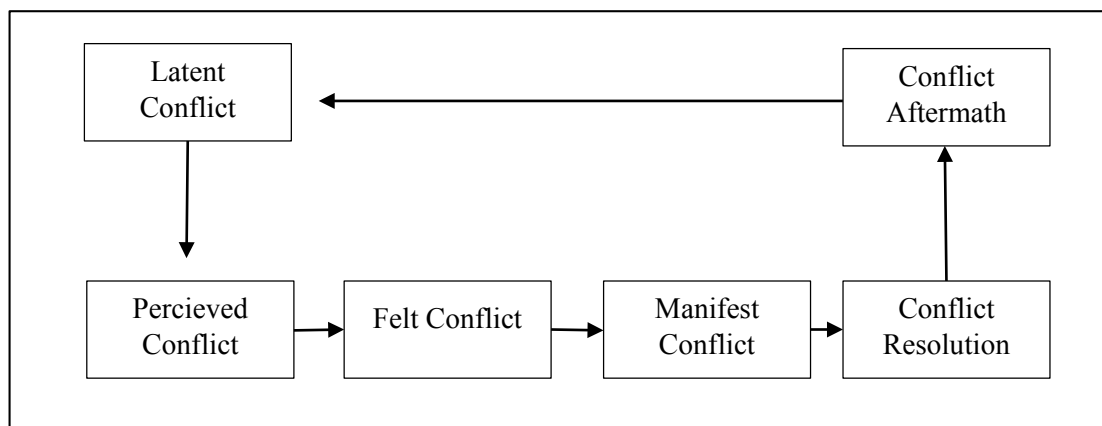 Latent
Conflict
Conflict
Aftermath
Percieved
Conflict
Felt Conflict
Manifest
Conflict
Conflict
Resolution